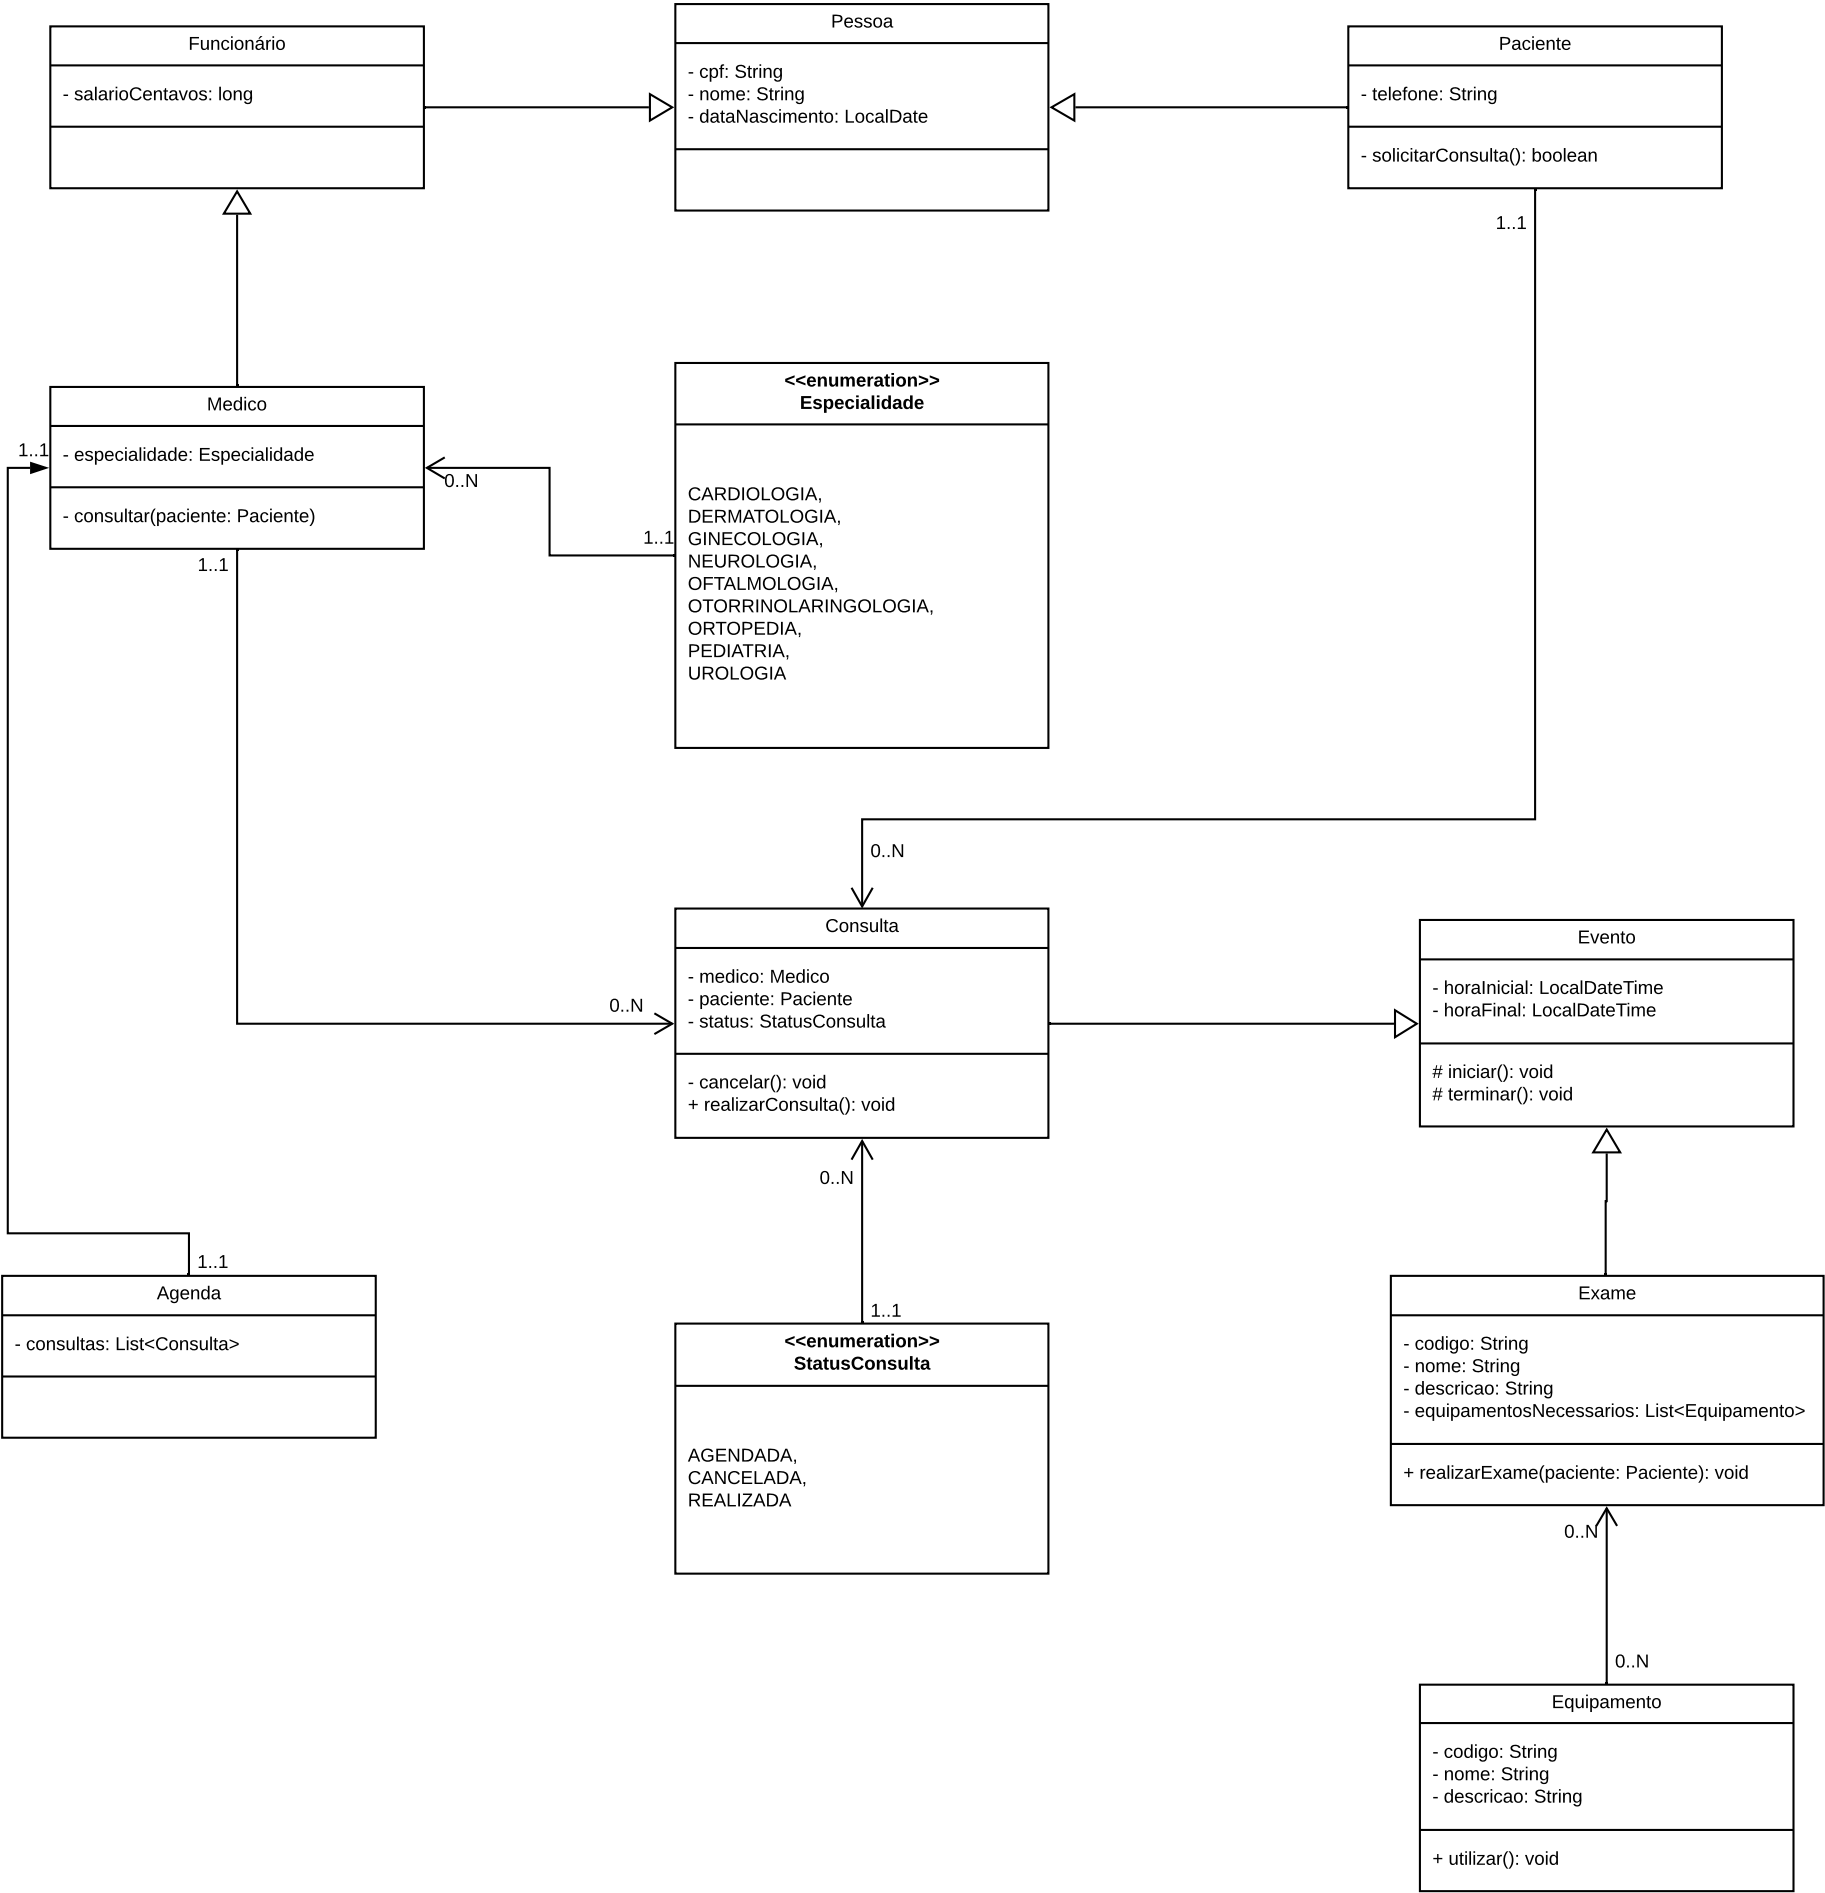 Funcionário
- salarioCentavos: long
Pessoa
- cpf: String
- nome: String
- dataNascimento: LocalDate
Paciente
- telefone: String
- solicitarConsulta(): boolean
1..1
Medico
- especialidade: Especialidade
- consultar(paciente: Paciente)
1..1
0..N
1..1
1..1
<<enumeration>>
Especialidade
CARDIOLOGIA,
DERMATOLOGIA,
GINECOLOGIA,
NEUROLOGIA,
OFTALMOLOGIA,
OTORRINOLARINGOLOGIA,
ORTOPEDIA,
PEDIATRIA,
UROLOGIA
0..N
0..N
Consulta
- medico: Medico
- paciente: Paciente
- status: StatusConsulta
- cancelar(): void
+ realizarConsulta(): void
Evento
- horaInicial: LocalDateTime
- horaFinal: LocalDateTime
# iniciar(): void
# terminar(): void
0..N
1..1
1..1
Agenda
- consultas: List<Consulta>
<<enumeration>>
StatusConsulta
AGENDADA,
CANCELADA,
REALIZADA
Exame
- codigo: String
- nome: String
- descricao: String
- equipamentosNecessarios: List<Equipamento>
+ realizarExame(paciente: Paciente): void
0..N
0..N
Equipamento
- codigo: String
- nome: String
- descricao: String
+ utilizar(): void